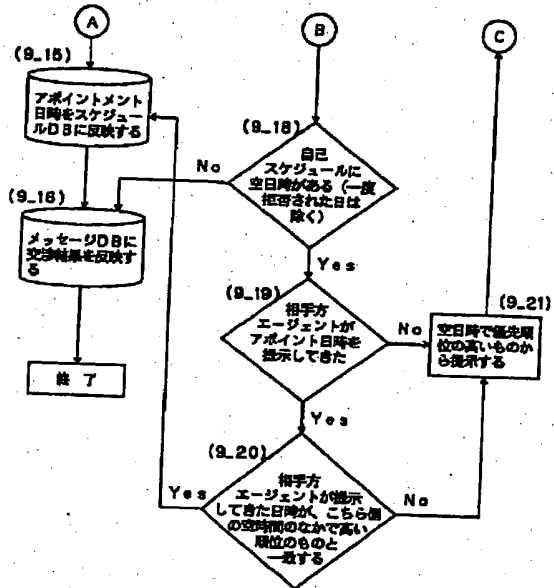 A
B
C
(9_15)
アポイントメント
日時をスケジュー
ルDBに反映する
(9_16)
メッセージDBに
交渉結果を反映す
る
終 了
(9_18)
自己
スケジュールに
空日時がある(一度
拒否された日は
除く)
No
Yes
(9_19)
相手方
エージェントが
アポイント日時を
提示してきた
No
Yes
(9_21)
空日時で優先順
位の高いものか
ら提示する
(9_20)
相手方
エージェントが提示
してきた日時が、こちら側
の空時間のなかで高い
順位のものと
一致する
Yes
No